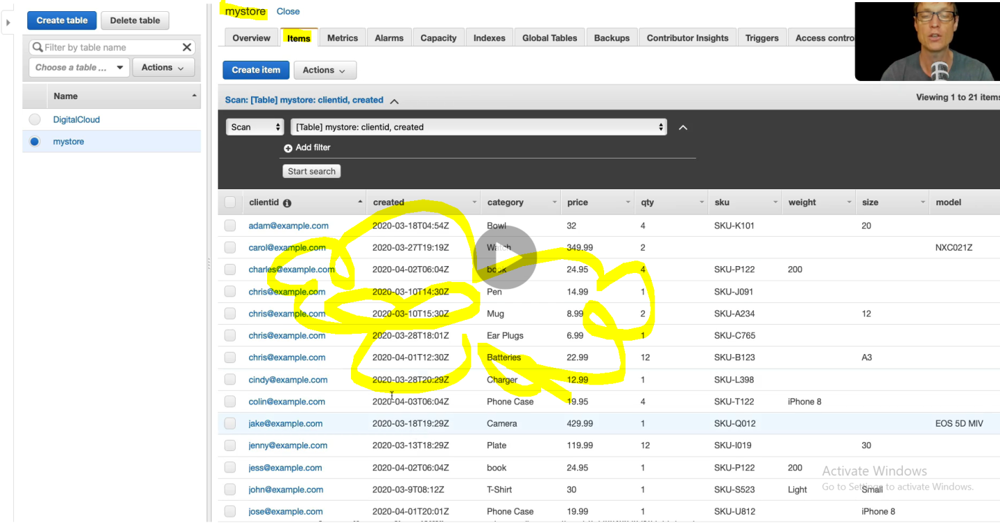 mystore Close
Create table Delete table
Overview Items Metrics Alarms Capacity Indexes Global Tables Backups Contributor Insights Triggers Access contro
Filter by table name
Choose a table ... Actions
Create item Actions
Name
Scan: [Table] mystore: clientid, created
Viewing 1 to 21 items
DigitalCloud
mystore
Scan [Table] mystore: clientid, created
Add filter
Start search
clientid created category price qty sku weight size model
adam@example.com 2020-03-18T04:54Z Bowl 32 4 SKU-K101 20
carol@example.com 2020-03-27T19:19Z Watch 349.99 2 NXC021Z
charles@example.com 2020-04-02T06:04Z book 24.95 4 SKU-P122 200
chris@example.com 2020-03-10T14:30Z Pen 14.99 1 SKU-J091
chris@example.com 2020-03-10T15:30Z Mug 8.99 2 SKU-A234 12
chris@example.com 2020-03-28T18:01Z Ear Plugs 6.99 1 SKU-C765
chris@example.com 2020-04-01T12:30Z Batteries 22.99 12 SKU-B123 A3
cindy@example.com 2020-03-28T20:29Z Charger 12.99 1 SKU-L398
colin@example.com 2020-04-03T06:04Z Phone Case 19.95 4 SKU-T122 iPhone 8
jake@example.com 2020-03-18T19:29Z Camera 429.99 1 SKU-Q012 EOS 5D MIV
jenny@example.com 2020-03-13T18:29Z Plate 119.99 12 SKU-I019 30
jess@example.com 2020-04-02T06:04Z book 24.95 1 SKU-P122 200
john@example.com 2020-03-9T08:12Z T-Shirt 30 1 SKU-S523 Light Small
jose@example.com 2020-04-01T20:01Z Phone Case 19.99 1 SKU-U812 iPhone 8
Activate Windows
Go to Settings to activate Windows.